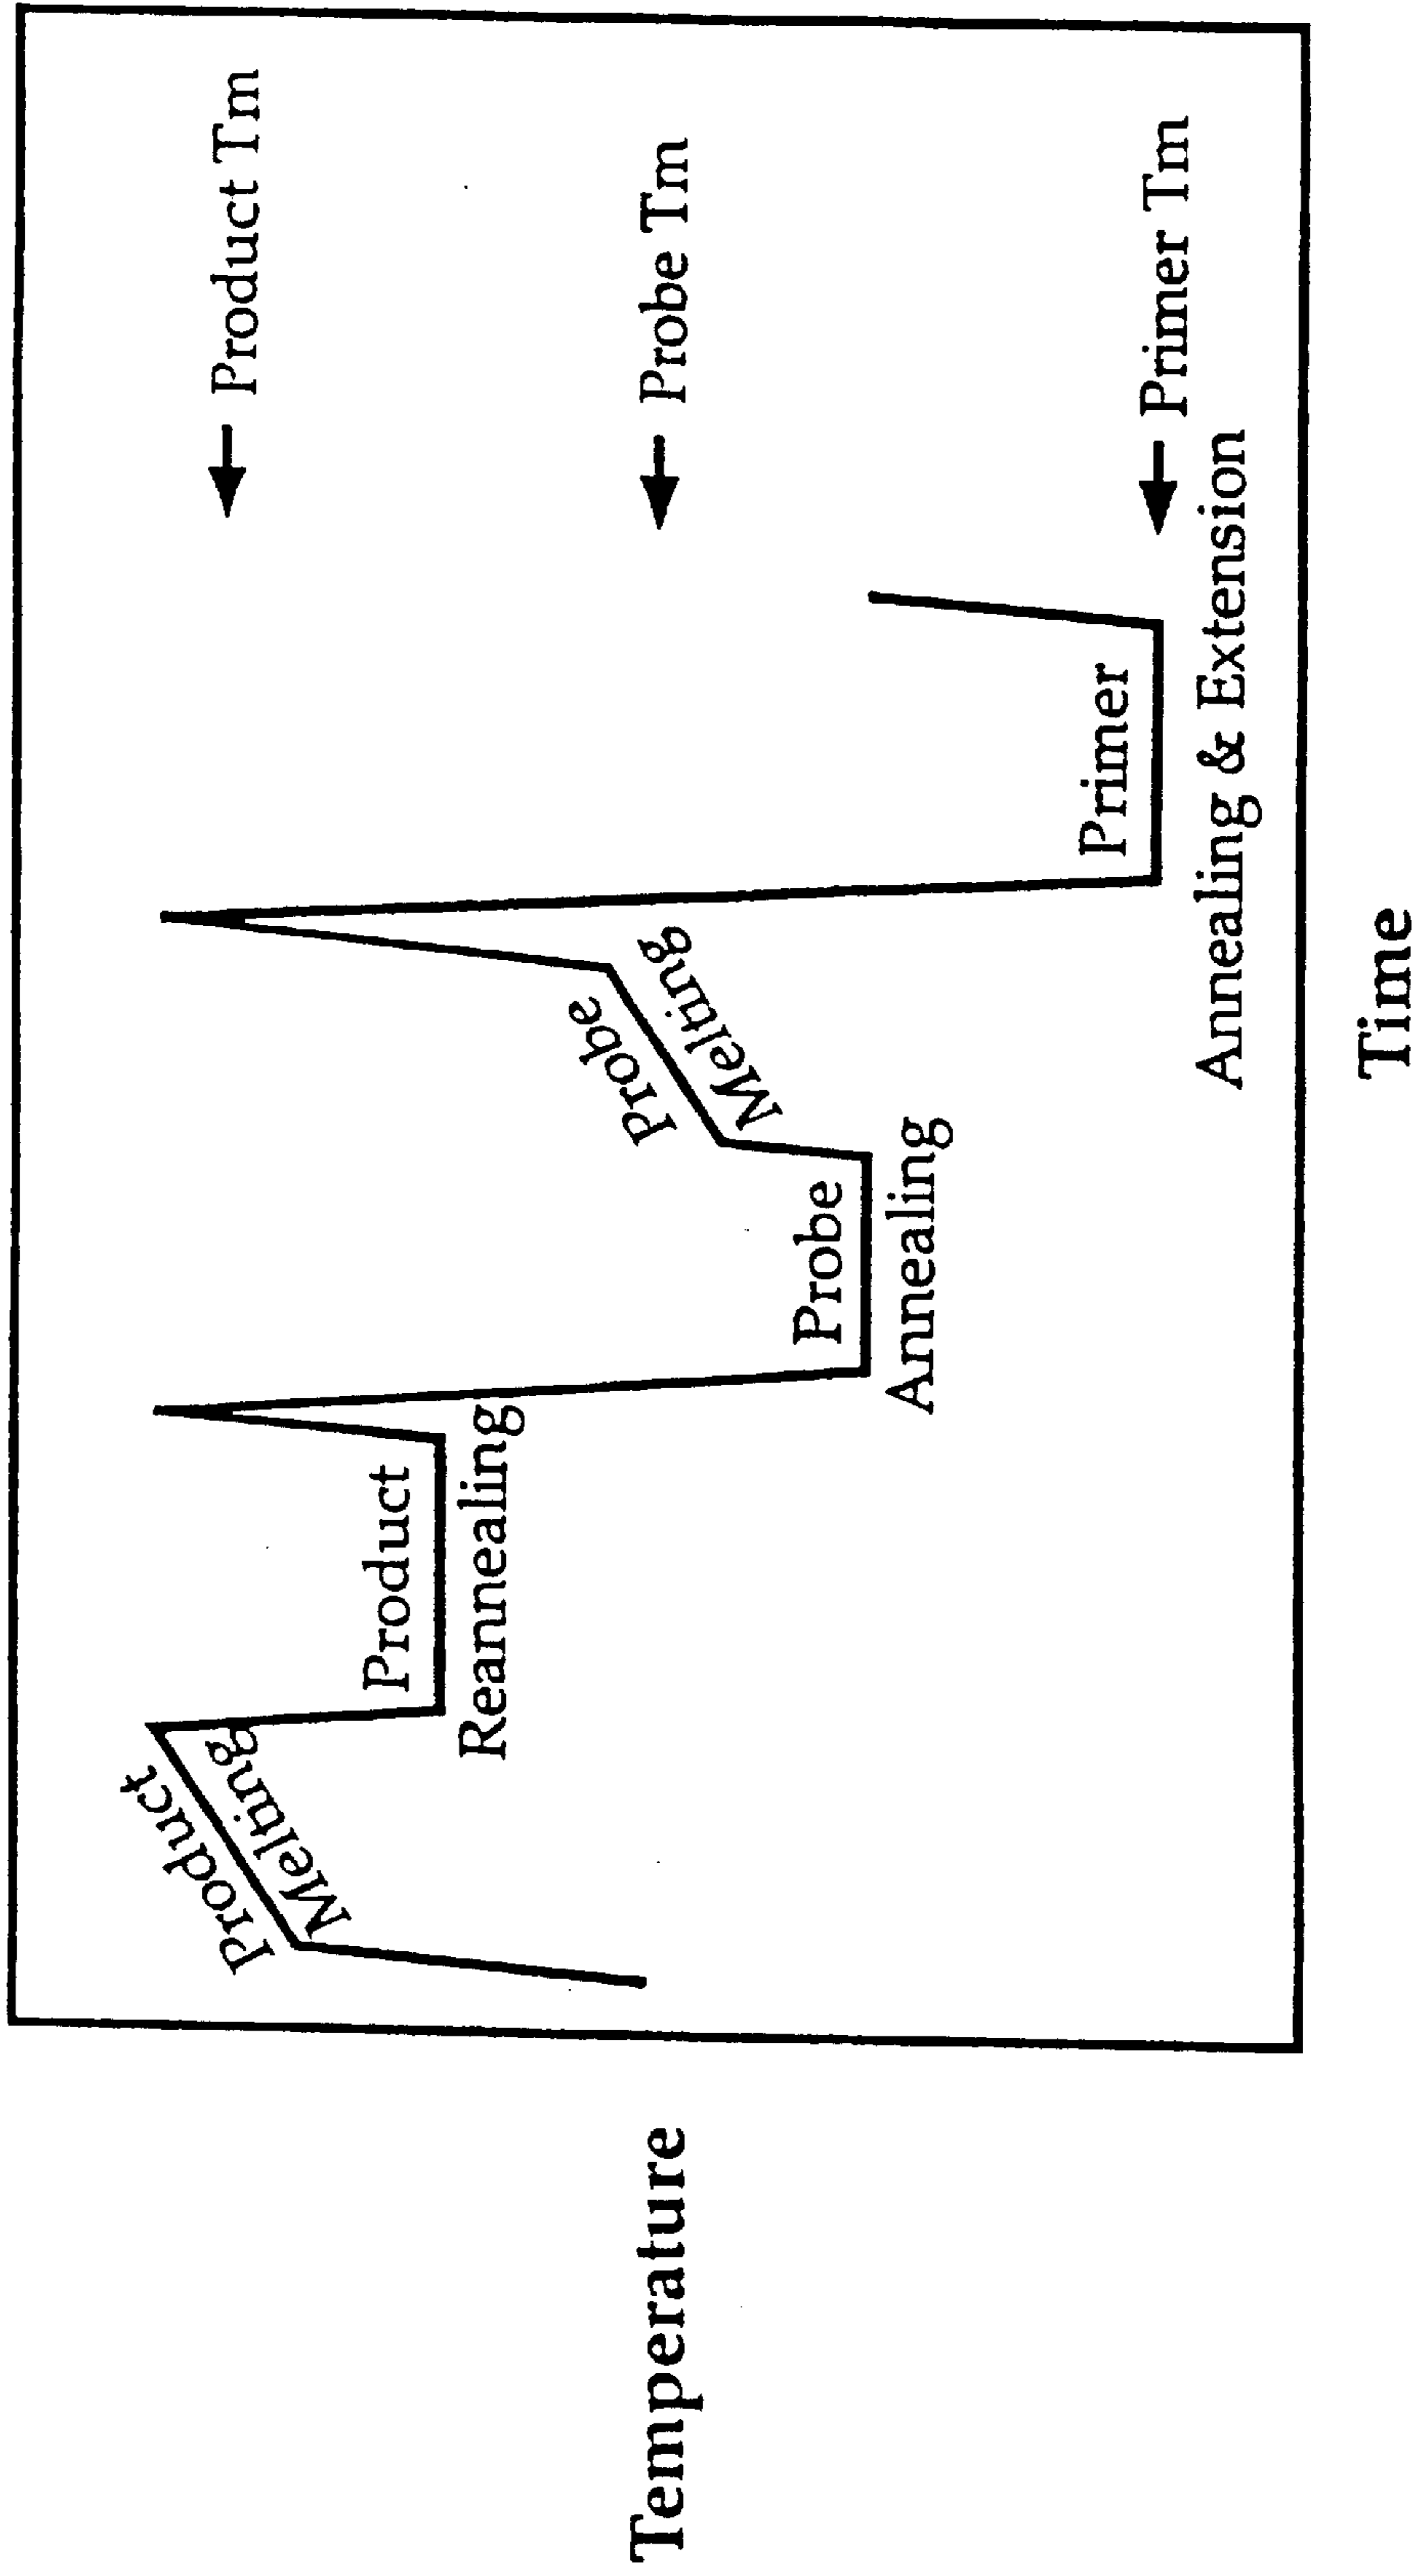 Product
Melting
Product
Reannealing
Probe
Annealing
Probe
Melting
Primer
Annealing & Extension
Product Tm
Probe Tm
Primer Tm
Temperature
Time